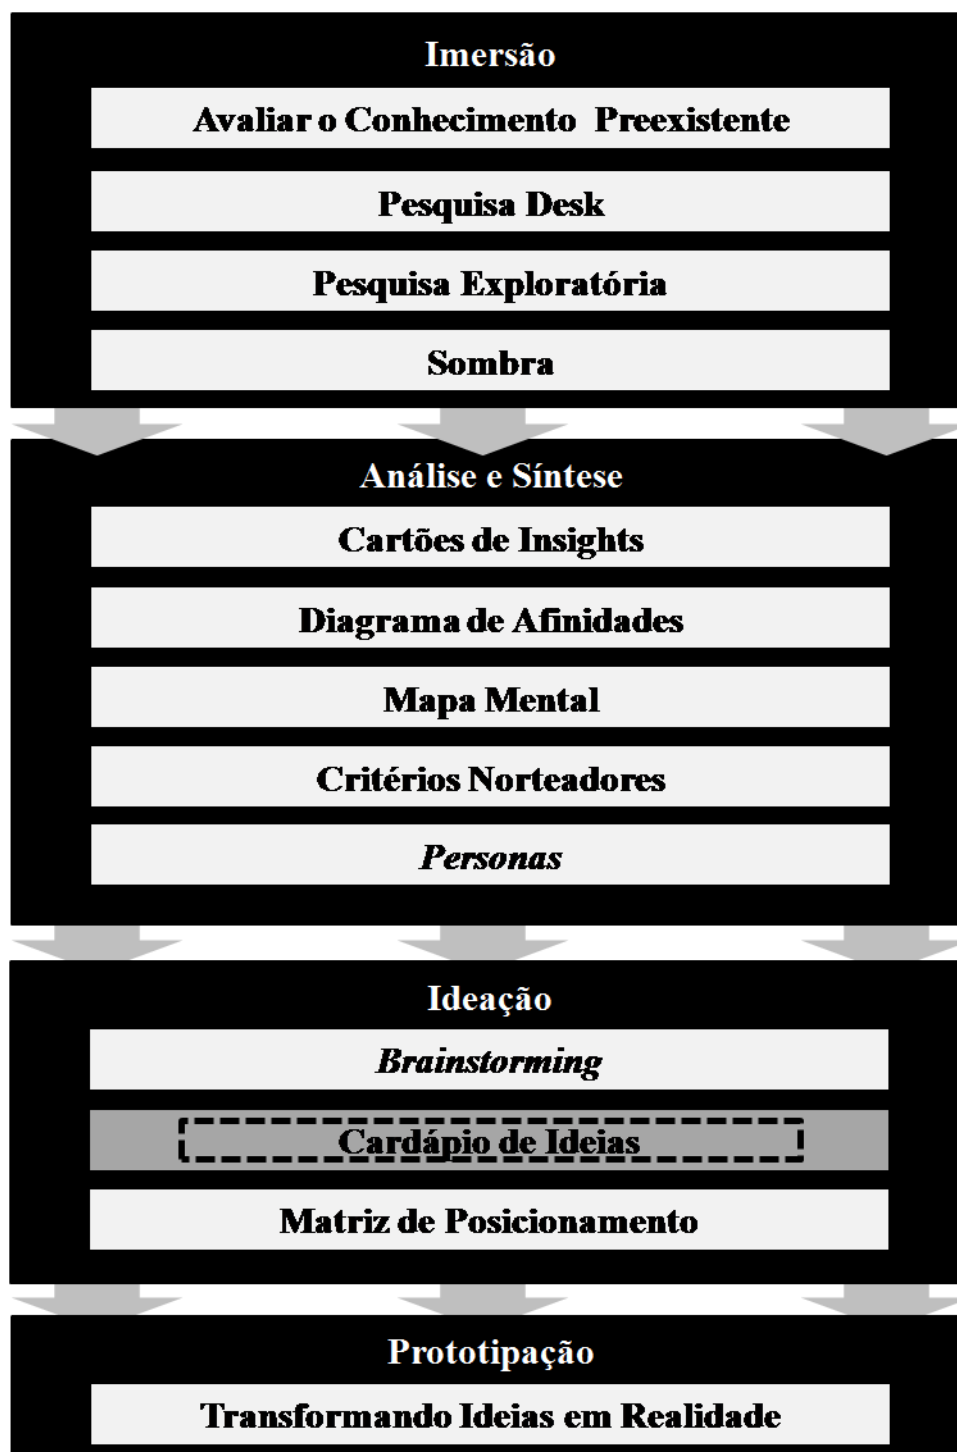 Imersão
Avaliar o Conhecimento Preexistente
Pesquisa Desk
Pesquisa Exploratória
Sombra
Análise e Síntese
Cartões de Insights
Diagrama de Afinidades
Mapa Mental
Critérios Norteadores
Personas
Ideação
Brainstorming
Cardápio de Ideias
Matriz de Posicionamento
Prototipação
Transformando Ideias em Realidade